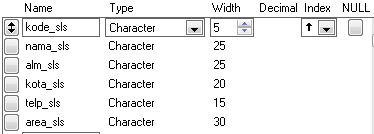 Name Type Width Decimal Index NULL
kode_sls Character 5
nama_sls Character 25
alm_sls Character 25
kota_sls Character 20
telp_sls Character 15
area_sls Character 30